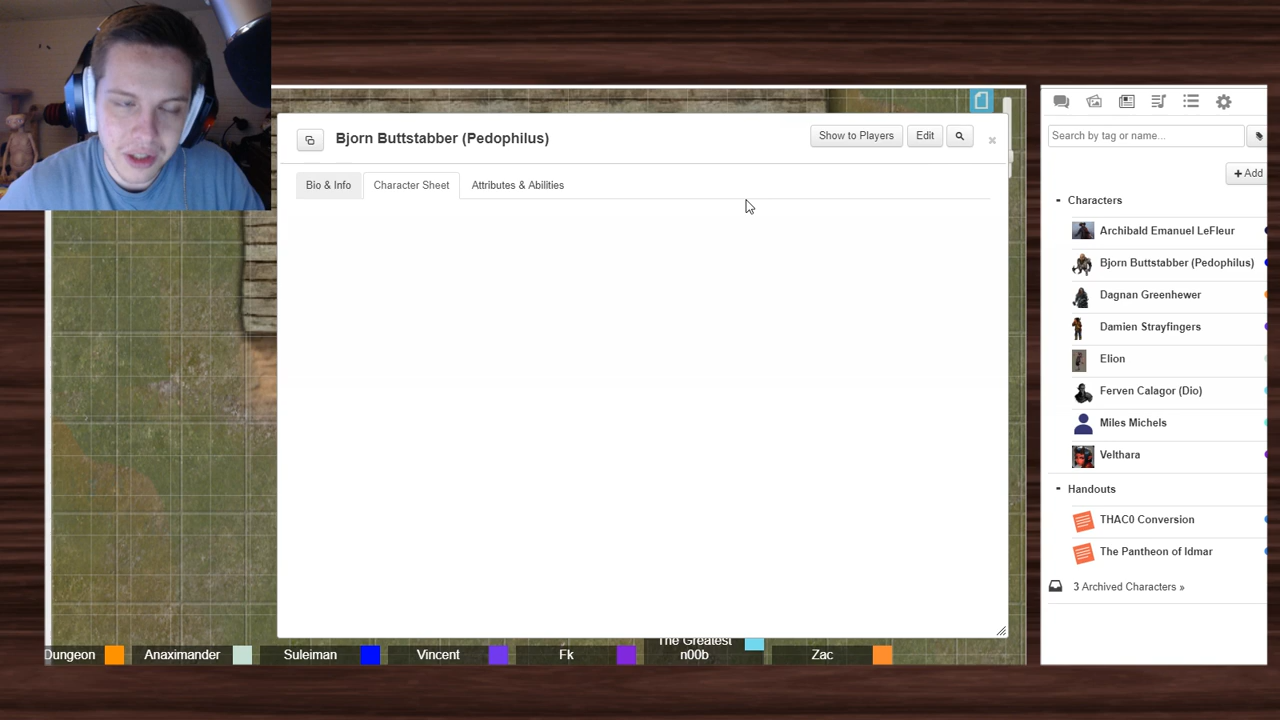 Bjorn Buttstabber (Pedophilus)
Show to Players
Edit
Bio & Info
Character Sheet
Attributes & Abilities
Search by tag or name...
+ Add
Characters
Archibald Emanuel LeFleur
Bjorn Buttstabber (Pedophilus)
Dagnan Greenhewer
Damien Strayfingers
Elion
Ferven Calagor (Dio)
Miles Michels
Velthara
Handouts
THAC0 Conversion
The Pantheon of Idmar
3 Archived Characters »
Dungeon
Anaximander
Suleiman
Vincent
Fk
The Greatest
n00b
Zac